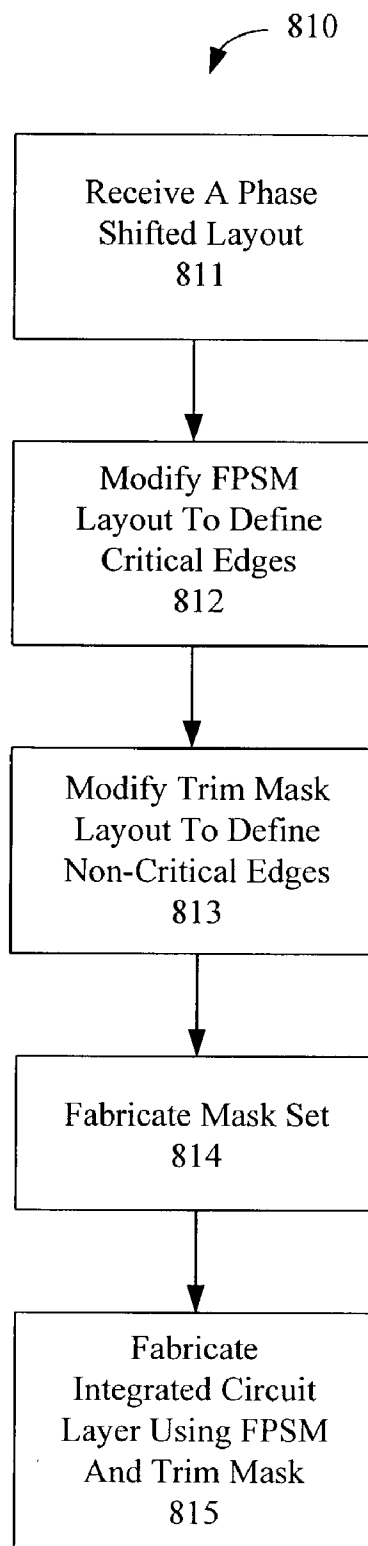 810
Receive A Phase
Shifted Layout
811
Modify FPSM
Layout To Define
Critical Edges
812
Modify Trim Mask
Layout To Define
Non-Critical Edges
813
Fabricate Mask Set
814
Fabricate
Integrated Circuit
Layer Using FPSM
And Trim Mask
815